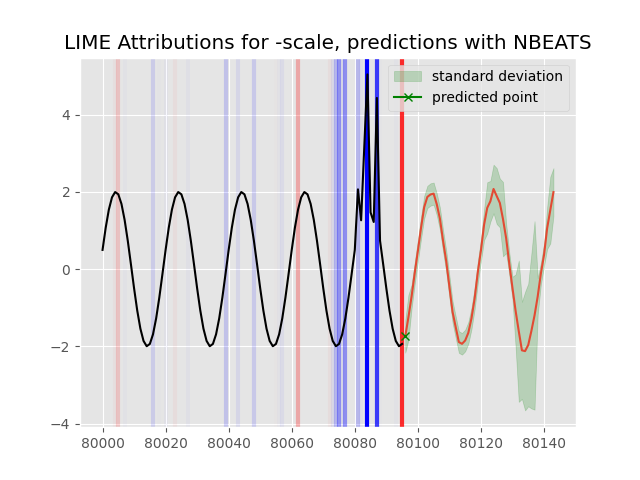 LIME Attributions for -scale, predictions with NBEATS
standard deviation
predicted point
4
2
0
−2
−4
80000 80020 80040 80060 80080 80100 80120 80140